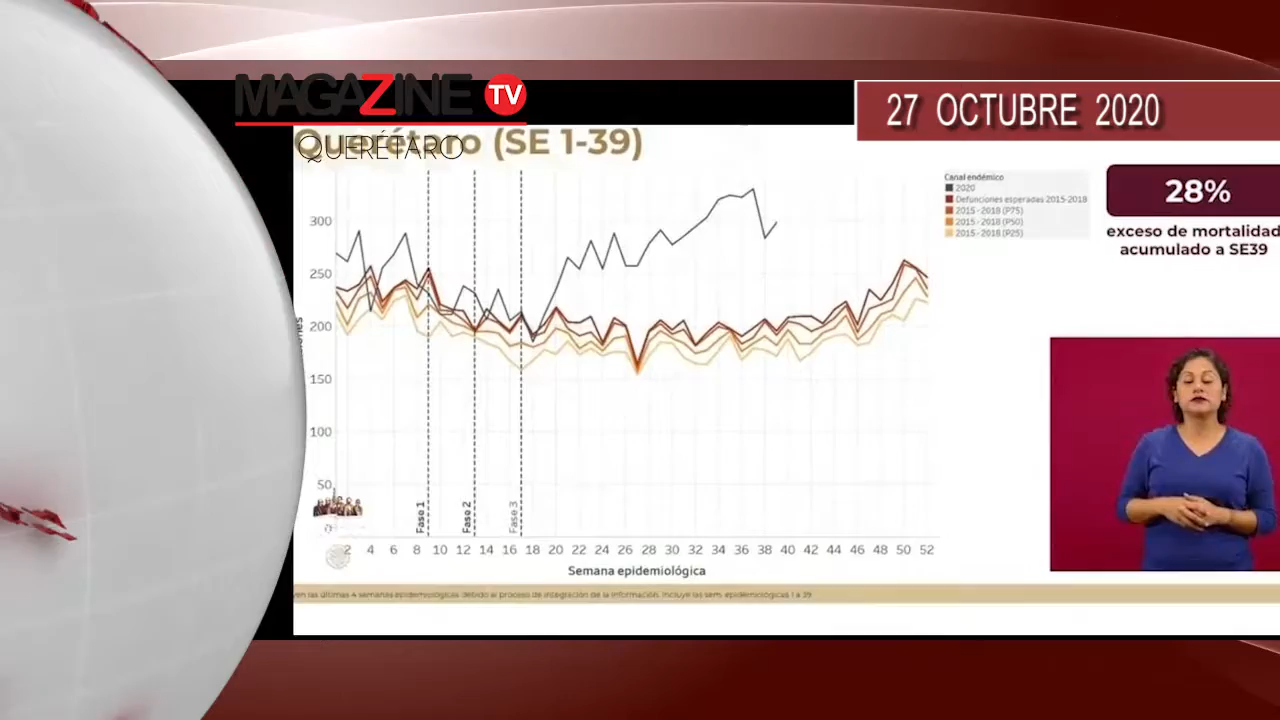 MAGAZINE TV
QUERÉTARO
27 OCTUBRE 2020
Querétaro (SE 1-39)
Canal endémico
2020
Defunciones esperadas 2015-2018
2015 - 2018 (P75)
2015 - 2018 (P50)
2015 - 2018 (P25)
28%
exceso de mortalidad
acumulado a SE39
300
250
200
150
100
50
0
Fase 1
Fase 2
Fase 3
2 4 6 8 10 12 14 16 18 20 22 24 26 28 30 32 34 36 38 40 42 44 46 48 50 52
Semana epidemiológica
las últimas 4 semanas epidemiológicas debido al proceso de integración de la información. Incluye las sem. epidemiológicas 1 a 39